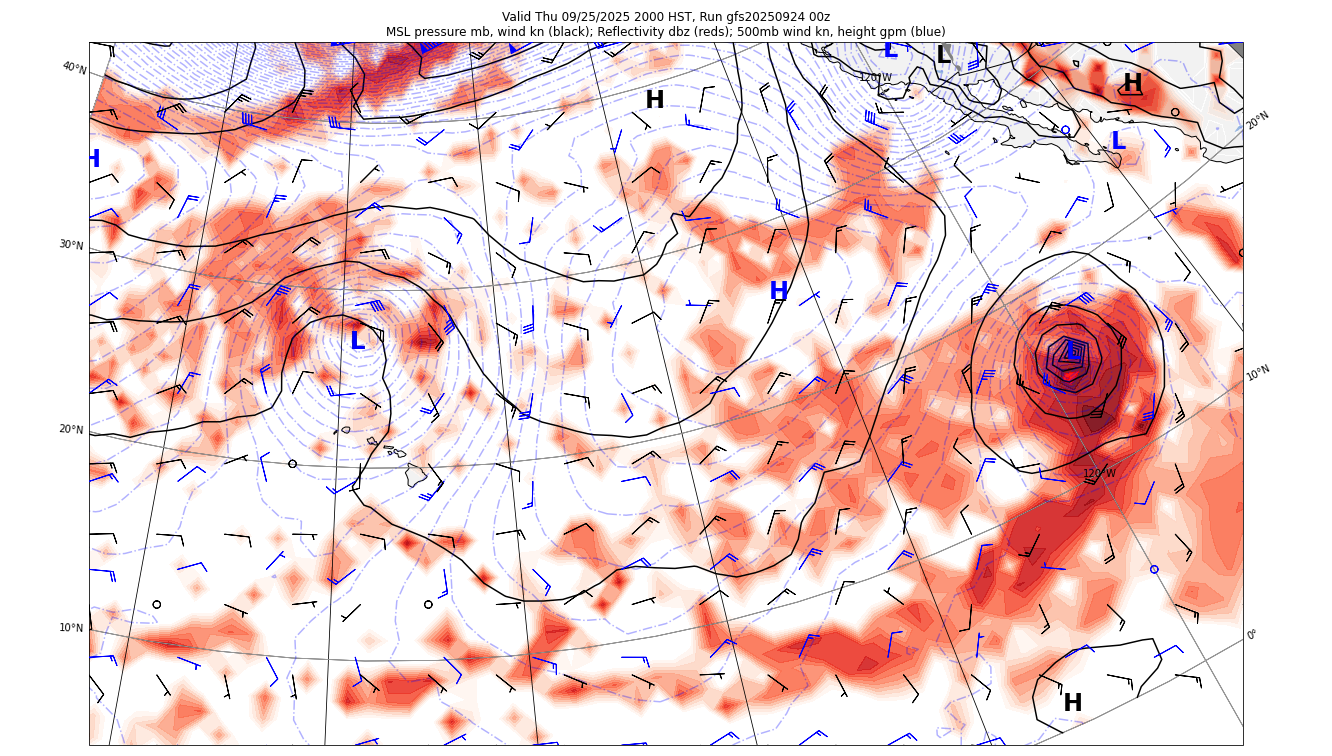 Valid Thu 09/25/2025 2000 HST, Run gfs20250924 00z
MSL pressure mb, wind kn (black); Reflectivity dbz (reds); 500mb wind kn, height gpm (blue)
L
L
40°N
120°W
H
H
20°N
L
H
30°N
H
L
L
10°N
20°N
120°W
10°N
0°
H